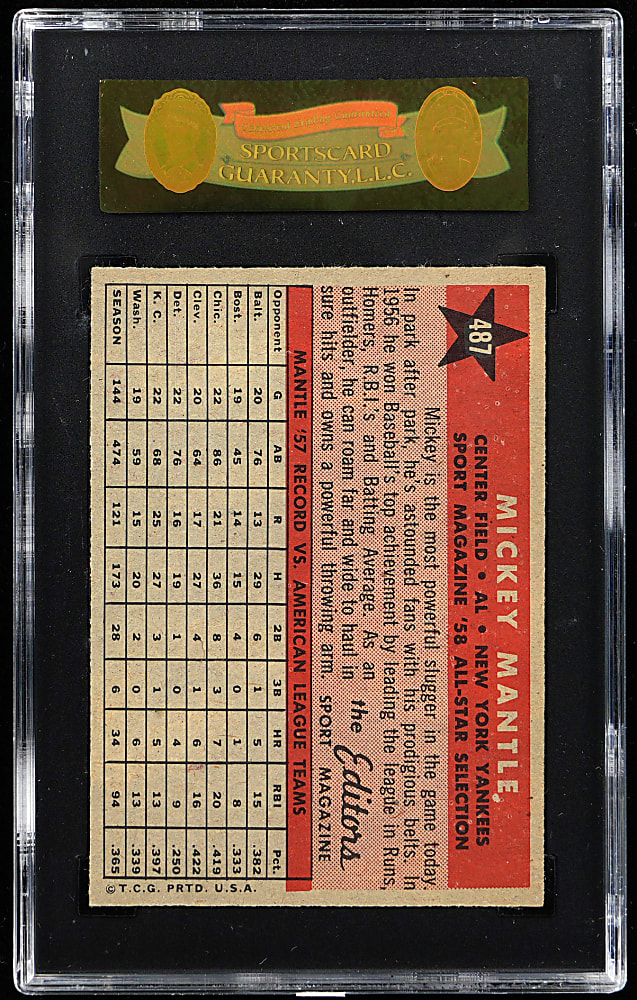 SPORTSCARD
GUARANTY, L.L.C.
487
MICKEY MANTLE
CENTER FIELD • AL • NEW YORK YANKEES
SPORT MAGAZINE '58 ALL-STAR SELECTION
Mickey is the most powerful slugger in the game today.
In park after park, he's astounded fans with his prodigious belts. In
1956 he won Baseball's top achievement by leading the league in Runs,
Homers, R.B.I.'s and Batting Average. As an
outfielder, he can roam far and wide to haul in
sure hits and owns a powerful throwing arm.
the Editors
SPORT MAGAZINE
MANTLE '57 RECORD VS. AMERICAN LEAGUE TEAMS
Opponent G AB R H 2B 3B HR RBI Pct.
Balt. 20 76 13 29 6 1 5 15 .382
Bost. 19 45 14 15 4 0 1 8 .333
Chic. 22 86 21 36 8 3 7 20 .419
Clev. 20 64 17 27 4 1 6 16 .422
Det. 22 76 16 19 1 0 4 9 .250
K. C. 22 68 25 27 3 1 5 13 .397
Wash. 19 59 15 20 2 0 6 13 .339
SEASON 144 474 121 173 28 6 34 94 .365
© T.C.G. PRTD. U.S.A.